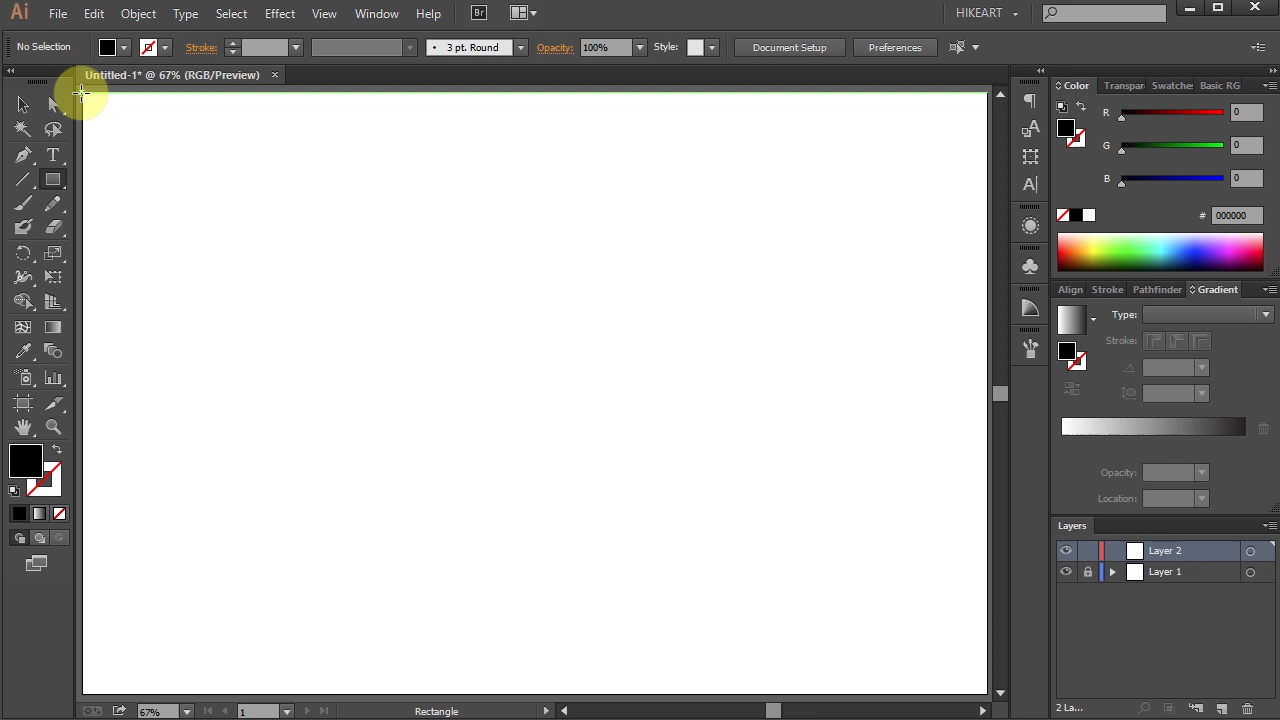 Ai File Edit Object Type Select Effect View Window Help Br HIKEART
No Selection Stroke: 3 pt. Round Opacity: 100% Style: Document Setup Preferences
Untitled-1* @ 67% (RGB/Preview)
Color Transpar Swatches Basic RG
R 0
G 0
B 0
# 000000
Align Stroke Pathfinder Gradient
Type:
Stroke:
Opacity:
Location:
Layers
Layer 2
Layer 1
2 La...
67% 1 Rectangle